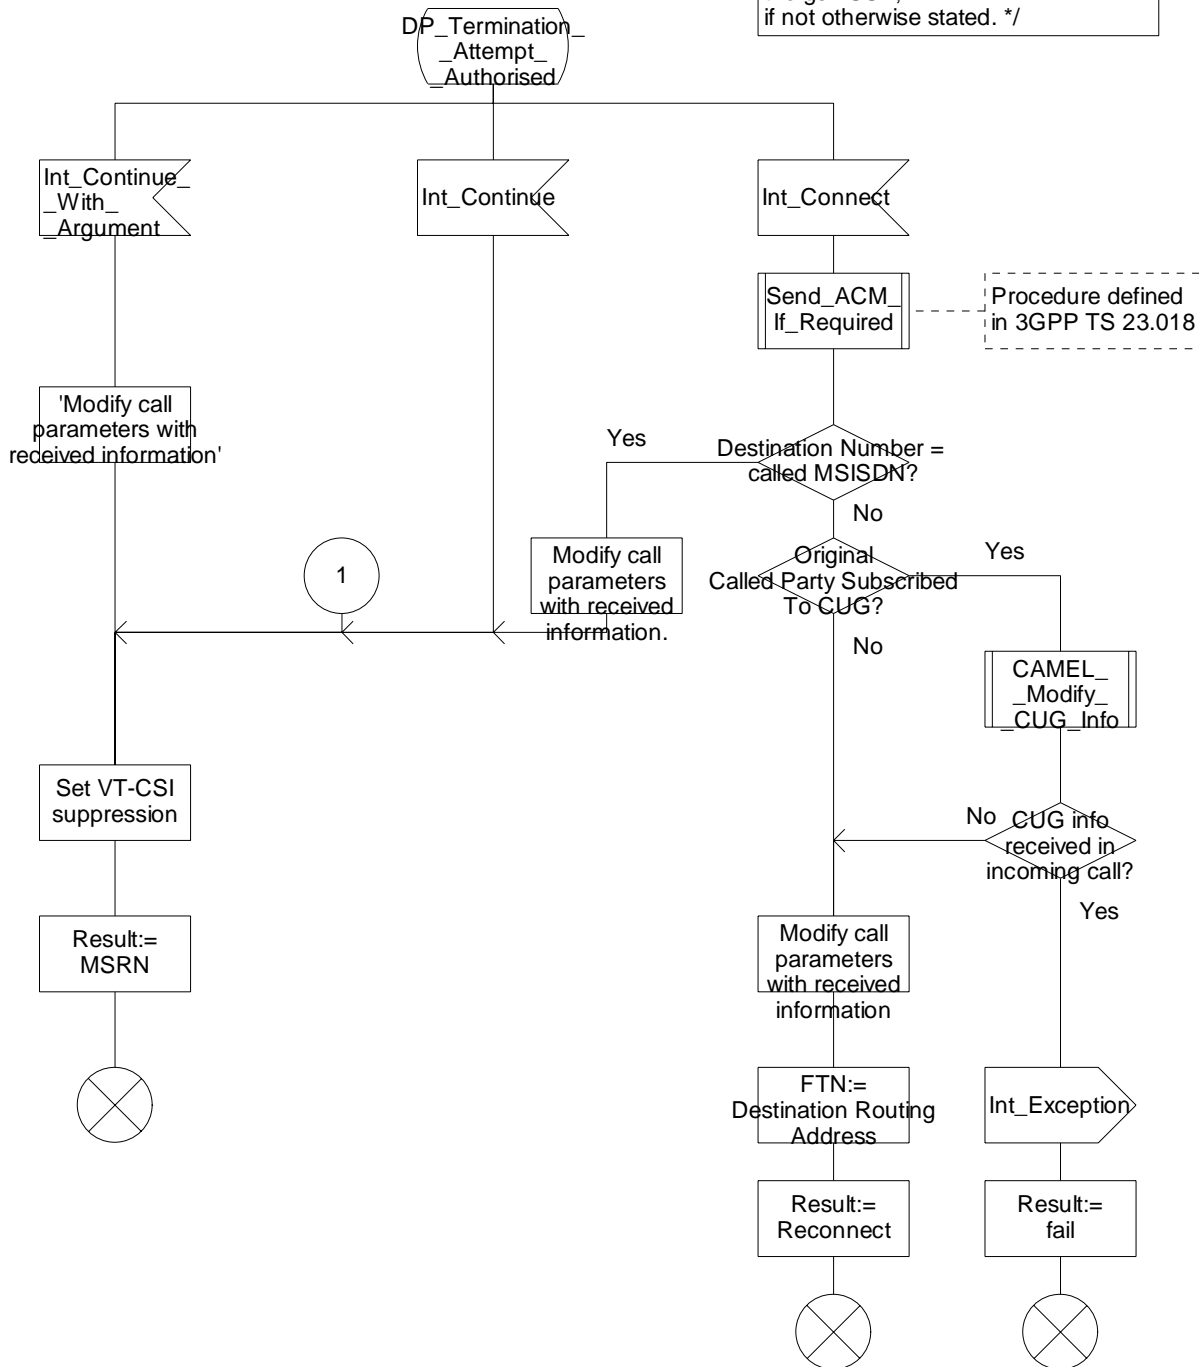 if not otherwise stated. */
DP_Termination_
_Attempt_
_Authorised
Int_Continue_
_With_
_Argument
Int_Continue
Int_Connect
Send_ACM_
If_Required
Procedure defined
in 3GPP TS 23.018
'Modify call
parameters with
received information'
Yes
Destination Number =
called MSISDN?
No
1
Modify call
parameters
with received
information.
Original
Called Party Subscribed
To CUG?
Yes
No
CAMEL_
_Modify_
_CUG_Info
Set VT-CSI
suppression
No
CUG info
received in
incoming call?
Yes
Result:=
MSRN
Modify call
parameters
with received
information
FTN:=
Destination Routing
Address
Int_Exception
Result:=
Reconnect
Result:=
fail